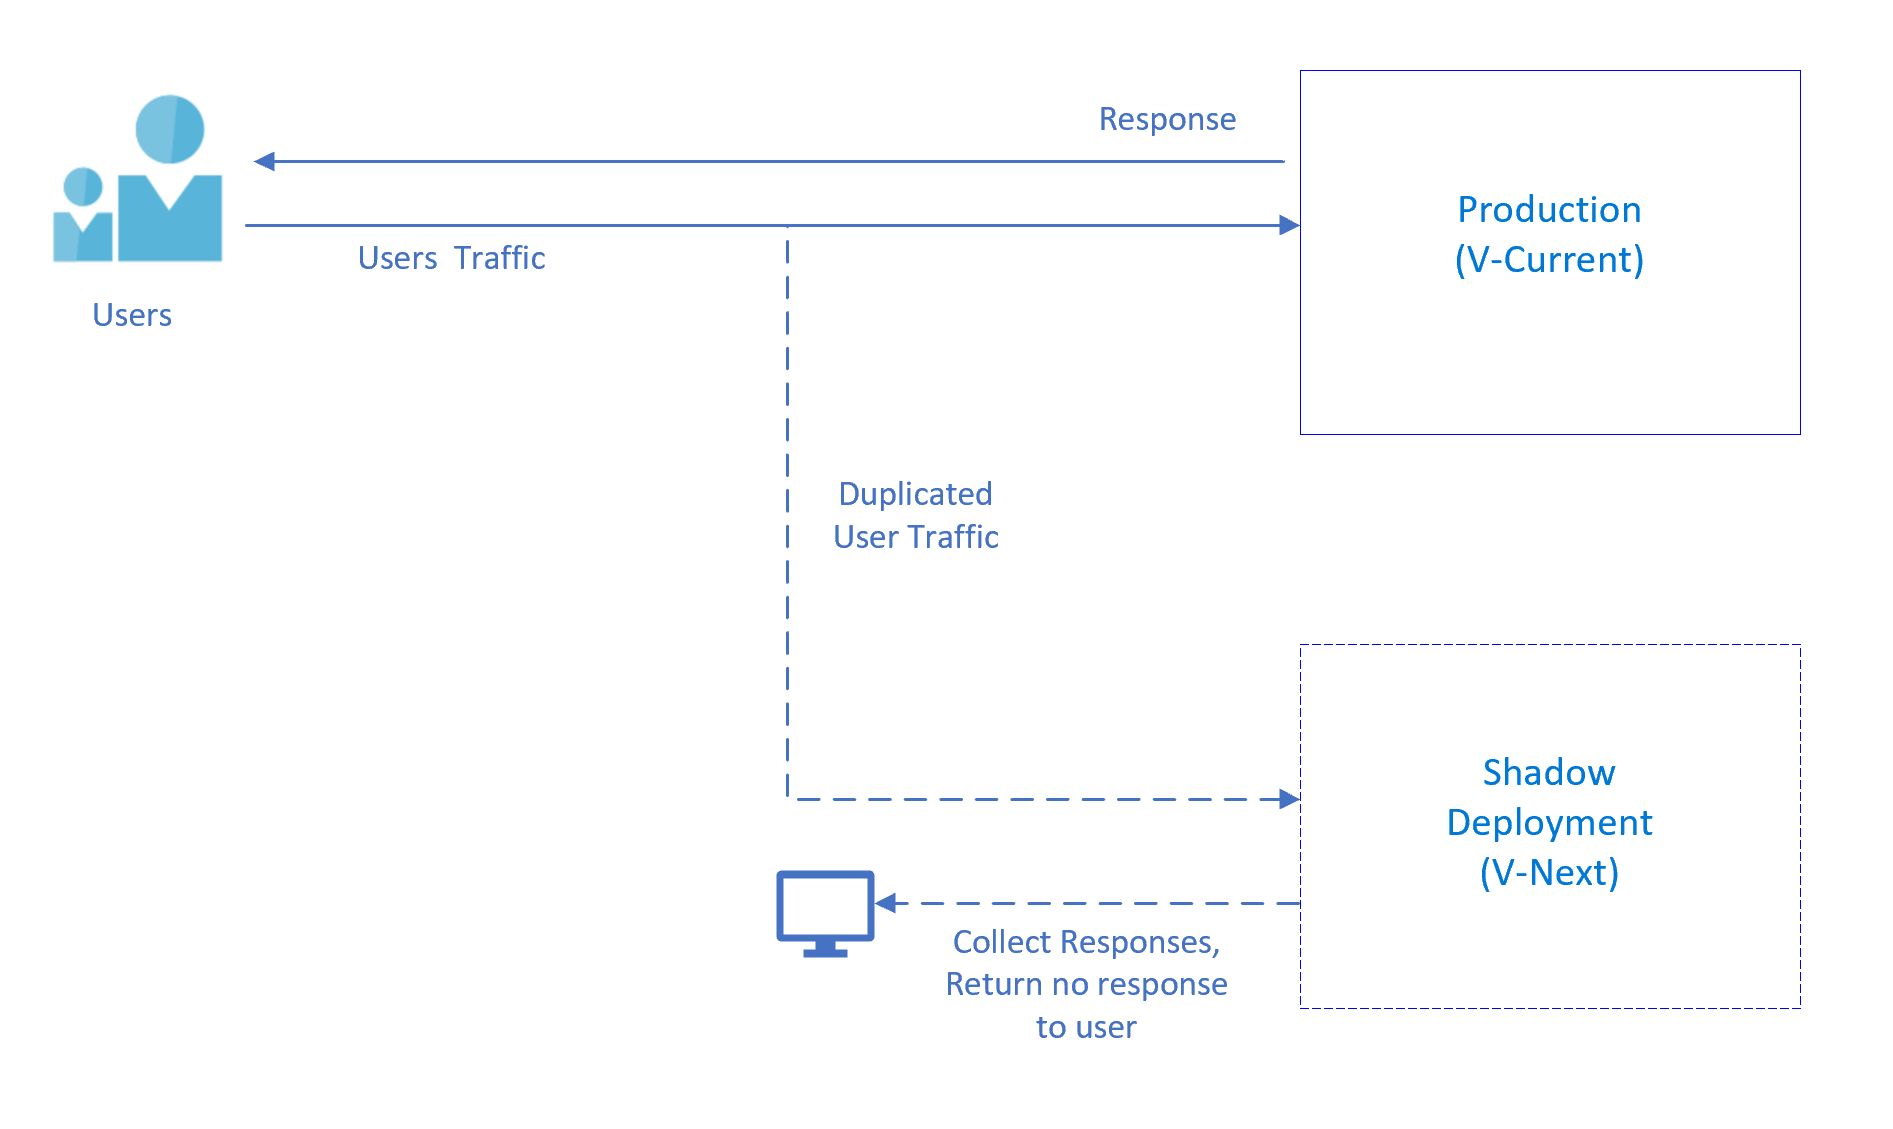 Response
Users  Traffic
Users
Production
(V-Current)
Duplicated
User Traffic
Shadow
Deployment
(V-Next)
Collect Responses,
Return no response
to user